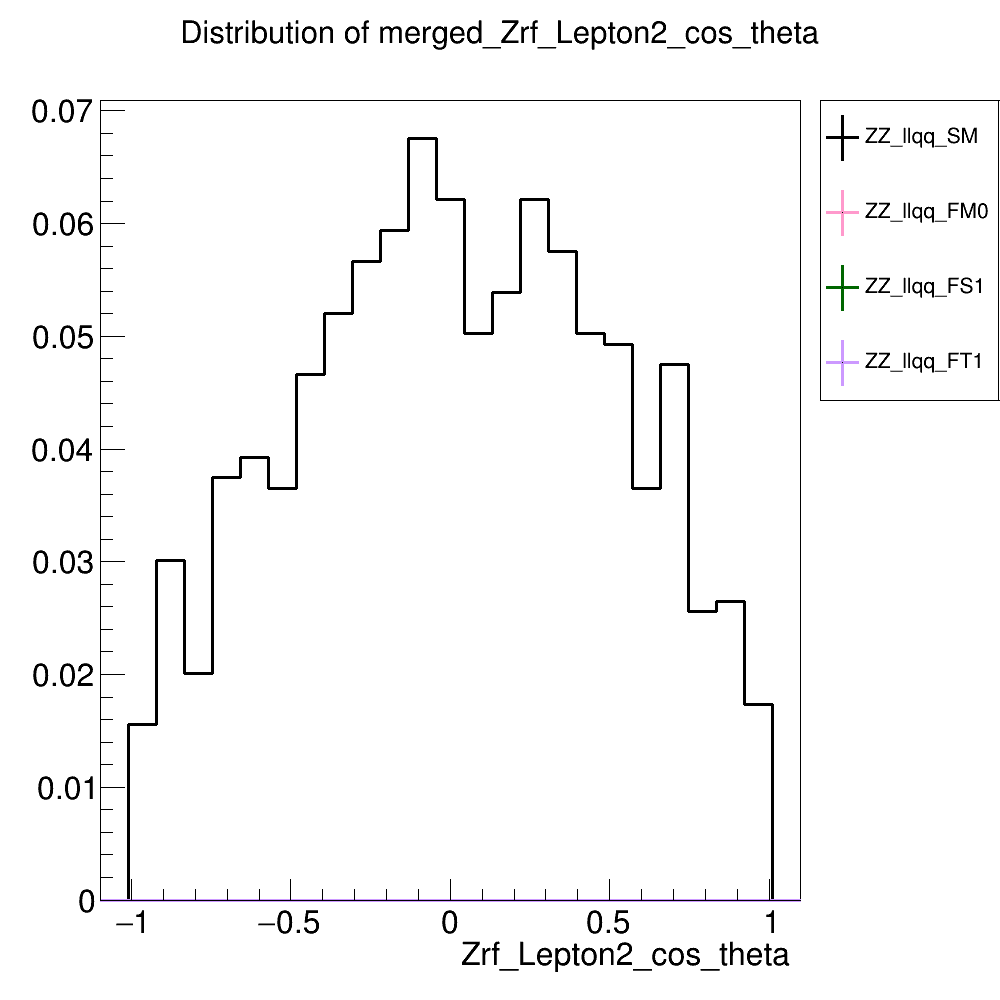 Distribution of merged_Zrf_Lepton2_cos_theta
0.07
0.06
0.05
0.04
0.03
0.02
0.01
0
−1
−0.5
0
0.5
1
Zrf_Lepton2_cos_theta
ZZ_llqq_SM
ZZ_llqq_FM0
ZZ_llqq_FS1
ZZ_llqq_FT1